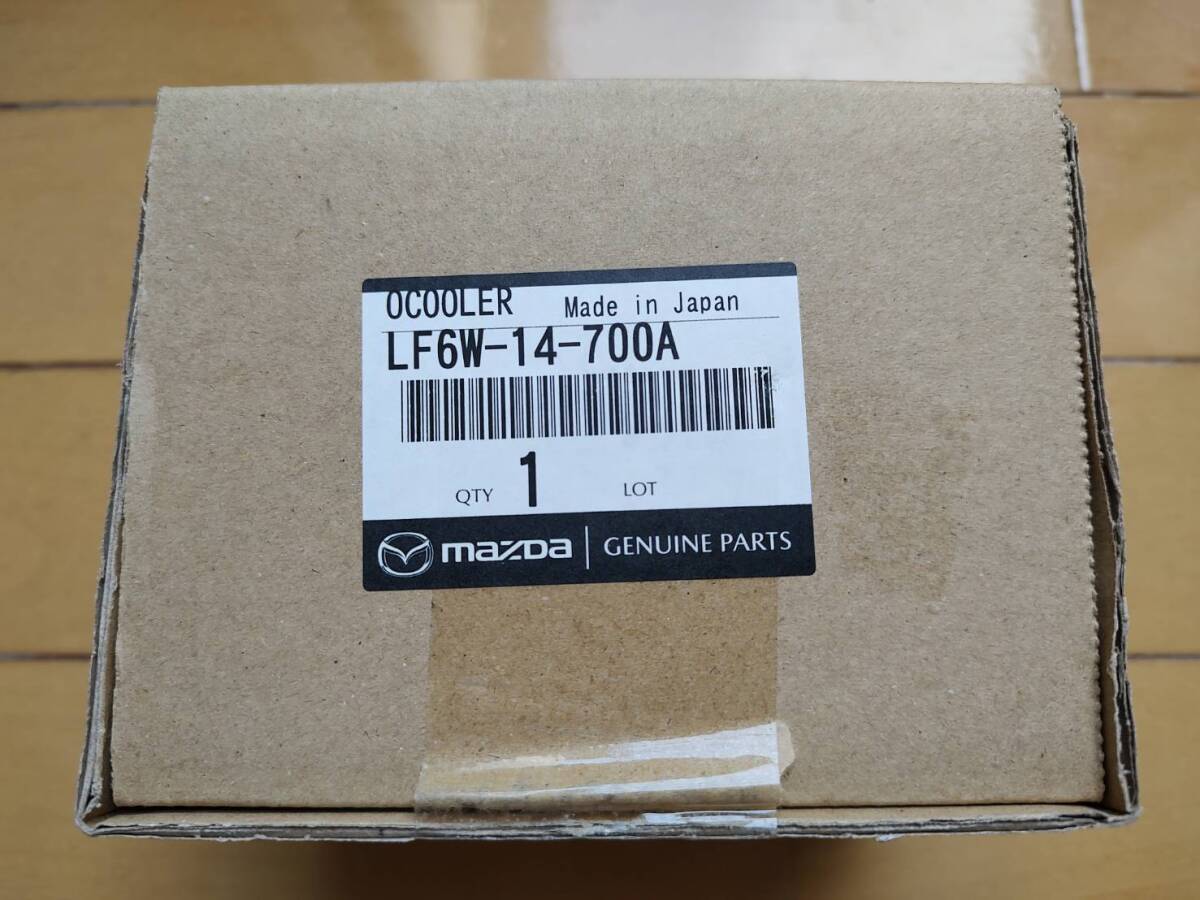 OCOOLER Made in Japan
LF6W-14-700A
QTY 1 LOT
mazDa GENUINE PARTS